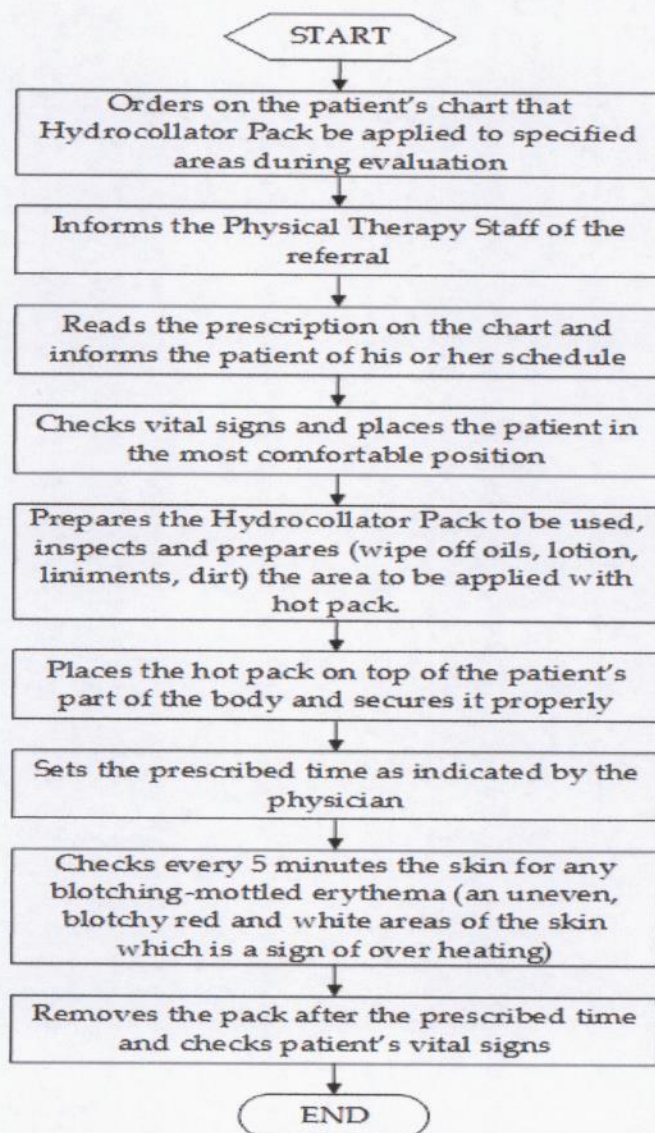 START
Orders on the patient's chart that
Hydrocollator Pack be applied to specified
areas during evaluation
Informs the Physical Therapy Staff of the
referral
Reads the prescription on the chart and
informs the patient of his or her schedule
Checks vital signs and places the patient in
the most comfortable position
Prepares the Hydrocollator Pack to be used,
inspects and prepares (wipe off oils, lotion,
liniments, dirt) the area to be applied with
hot pack.
Places the hot pack on top of the patient's
part of the body and secures it properly
Sets the prescribed time as indicated by the
physician
Checks every 5 minutes the skin for any
blotching-mottled erythema (an uneven,
blotchy red and white areas of the skin
which is a sign of over heating)
Removes the pack after the prescribed time
and checks patient's vital signs
END